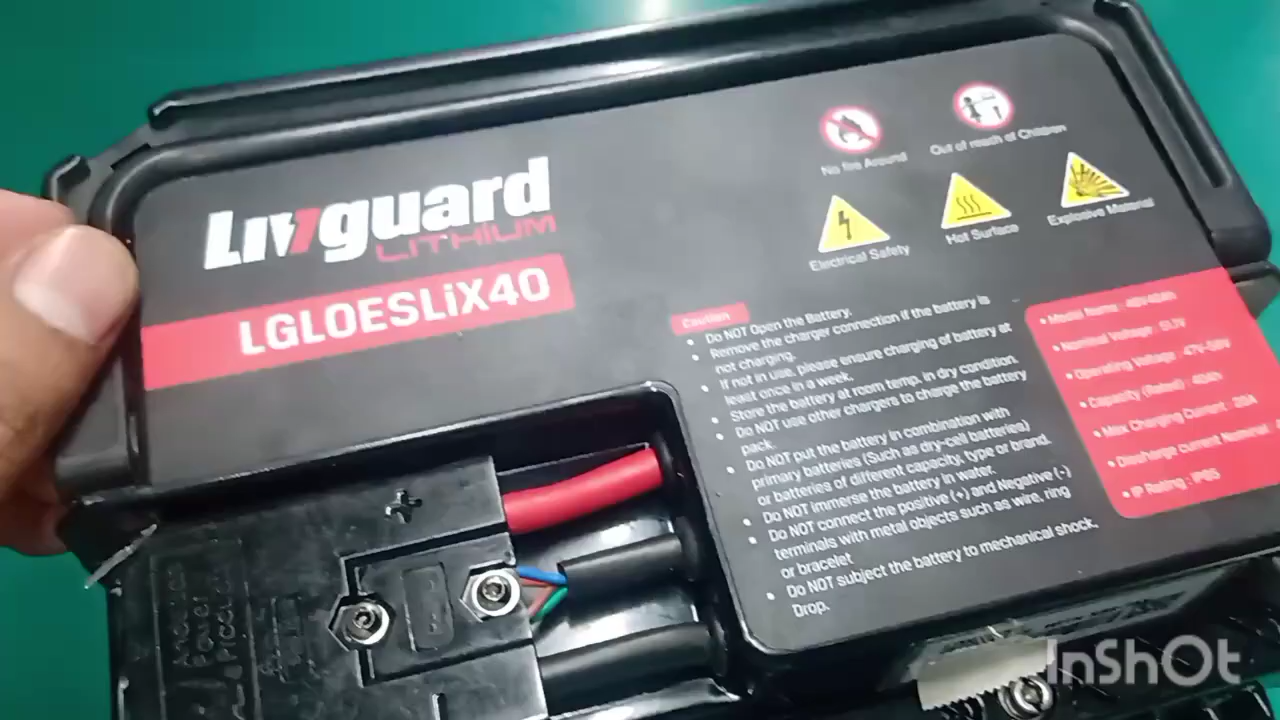 Livguard
LITHIUM
LGLOESLiX40
No fire Around
Out of reach of Children
Electrical Safety
Hot Surface
Explosive Material
Caution
• Do NOT Open the Battery.
• Remove the charger connection if the battery is
not charging.
• If not in use, please ensure charging of battery at
least once in a week.
• Store the battery at room temp. in dry condition.
• Do NOT use other chargers to charge the battery
pack.
• Do NOT put the battery in combination with
primary batteries (Such as dry-cell batteries)
or batteries of different capacity, type or brand.
• Do NOT immerse the battery in water.
• Do NOT connect the positive (+) and Negative (-)
terminals with metal objects such as wire, ring
or bracelet
• Do NOT subject the battery to mechanical shock,
Drop.
• Model Name :
• Nominal Voltage : 51.1V
• Operating Voltage : 47V-58V
• Capacity (Rated) : 40Ah
• Max Charging Current :
• Discharge current Nominal :
• IP Rating :
+
Anderson
Power
Products
InShOt